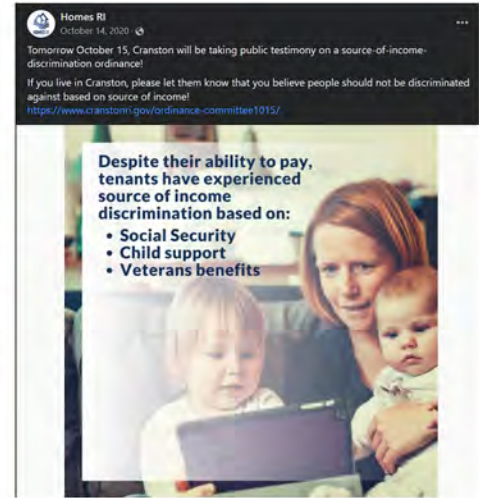 Homes RI
October 14, 2020
Tomorrow October 15, Cranston will be taking public testimony on a source-of-income-
discrimination ordinance!
If you live in Cranston, please let them know that you believe people should not be discriminated
against based on source of income!
https://www.cranstonri.gov/ordinance-committee1015/
Despite their ability to pay,
tenants have experienced
source of income
discrimination based on:
• Social Security
• Child support
• Veterans benefits